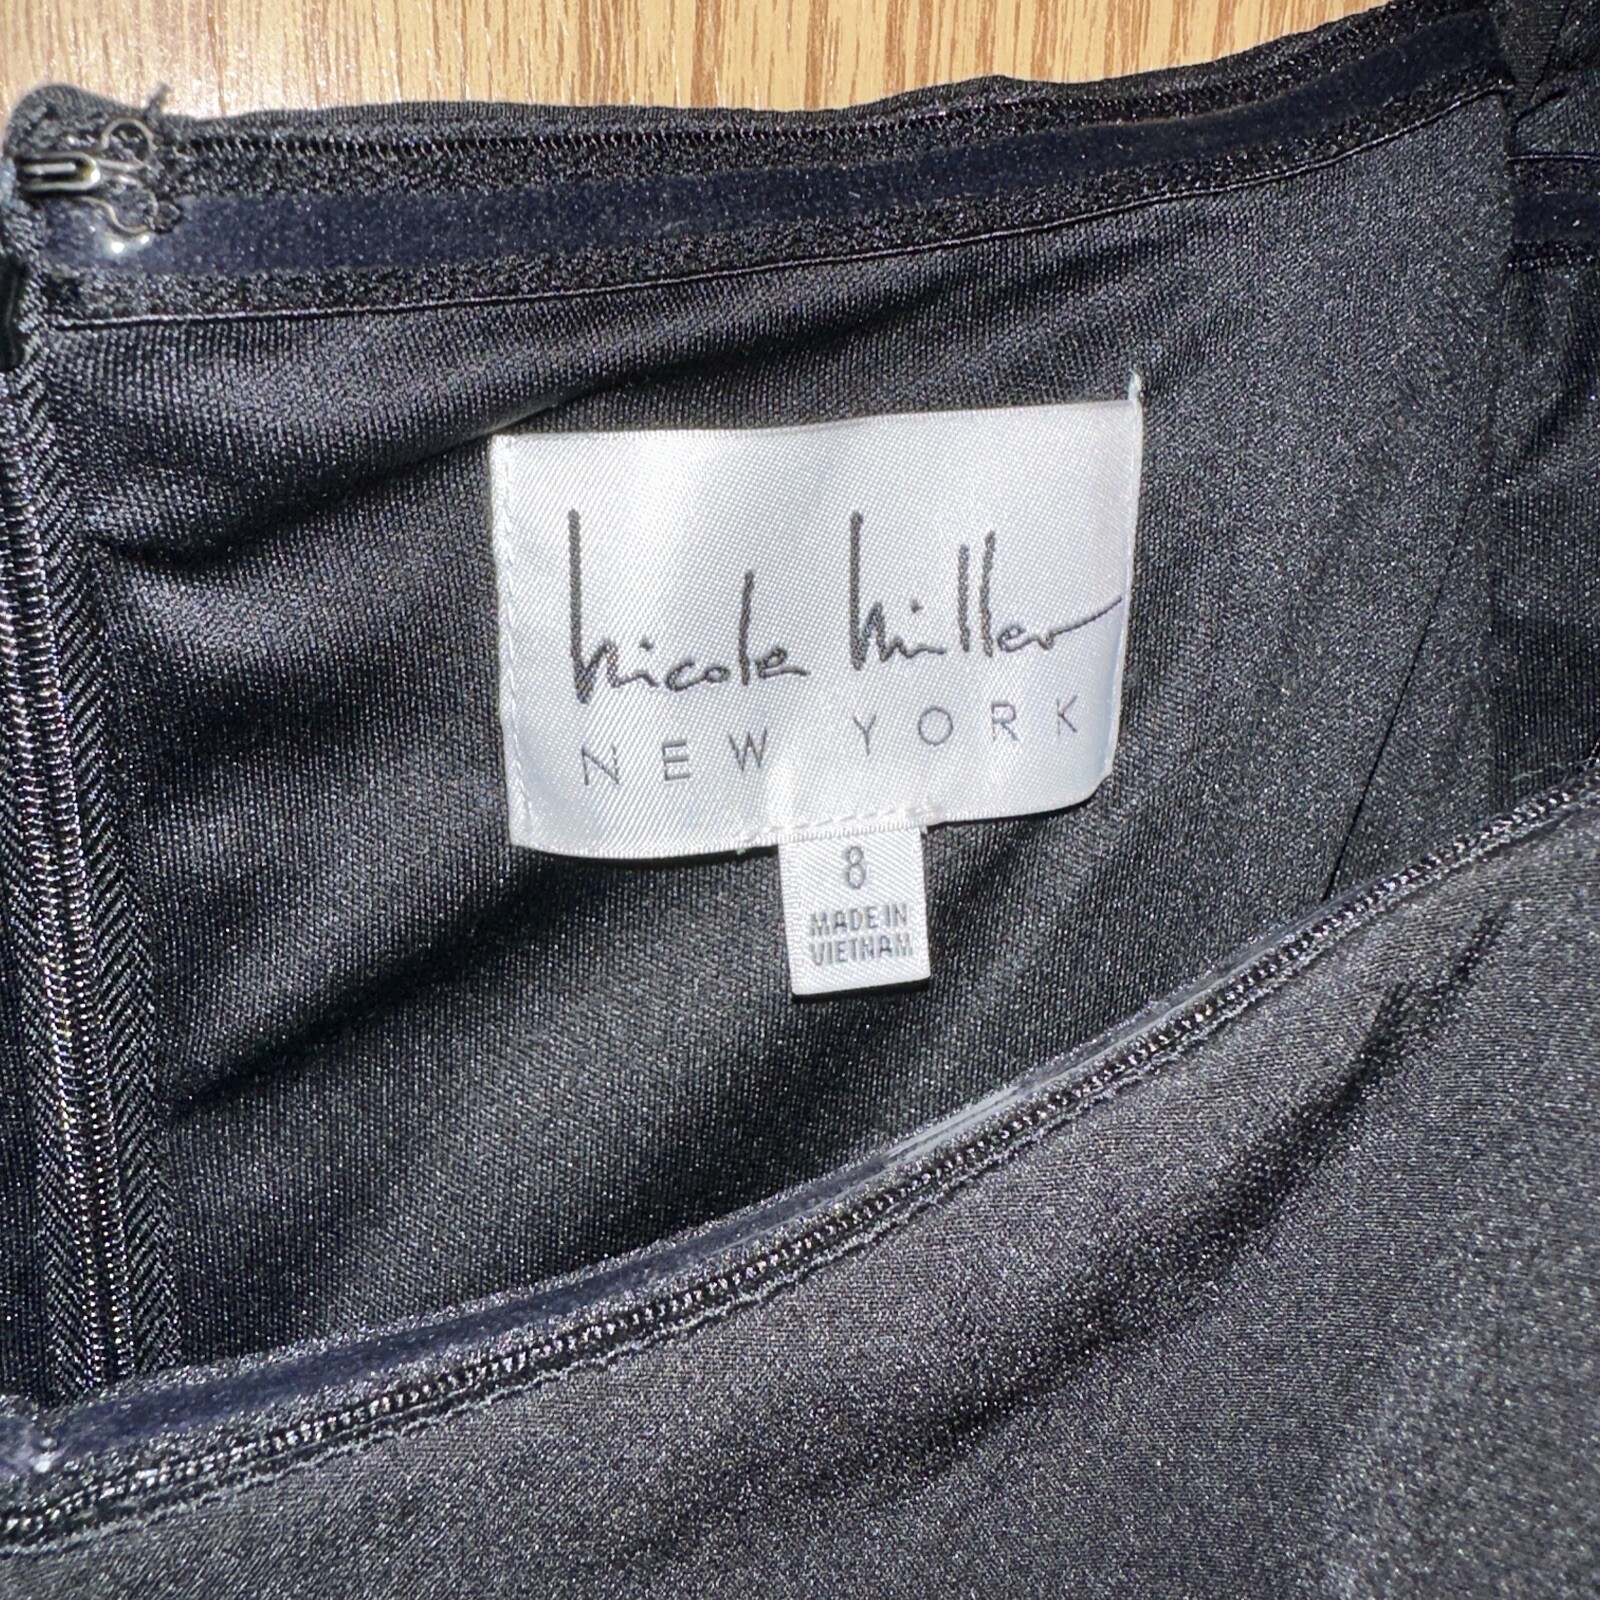 nicole miller
NEW YORK
8
MADE IN
VIETNAM